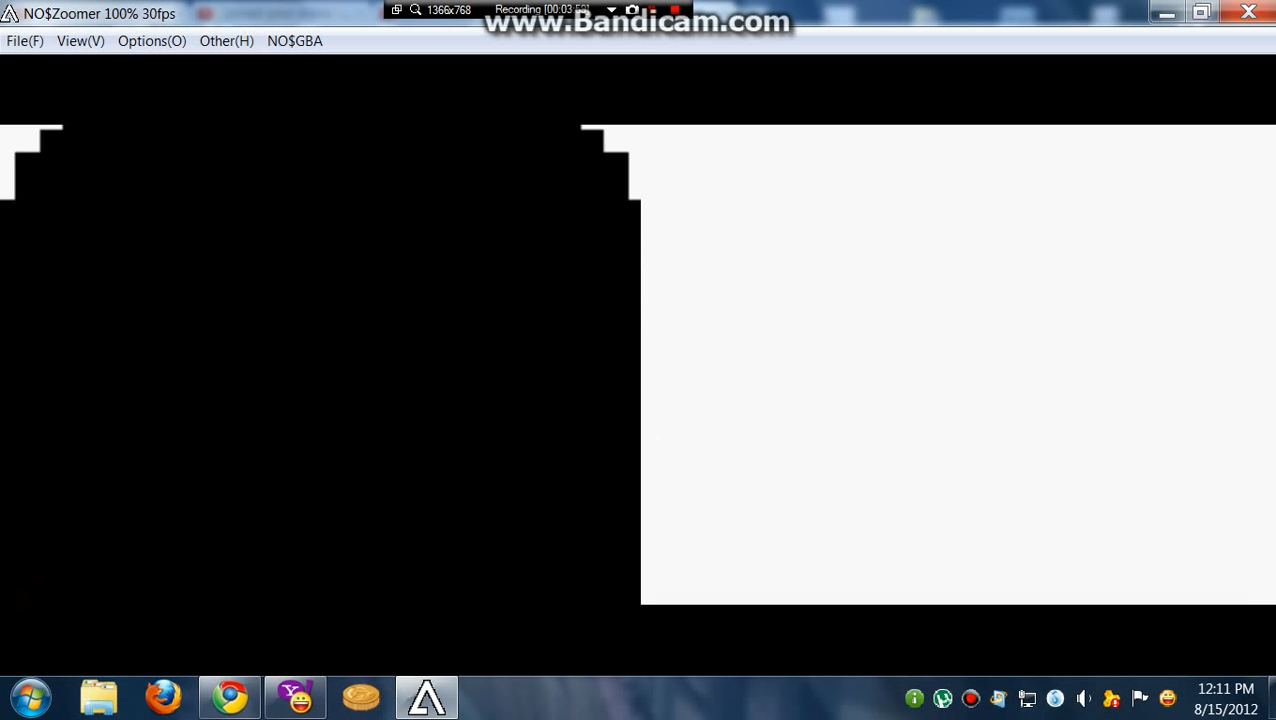 NO$Zoomer 100% 30fps
1366x768 Recording [00:03:50]
www.Bandicam.com
File(F) View(V) Options(O) Other(H) NO$GBA
12:11 PM
8/15/2012